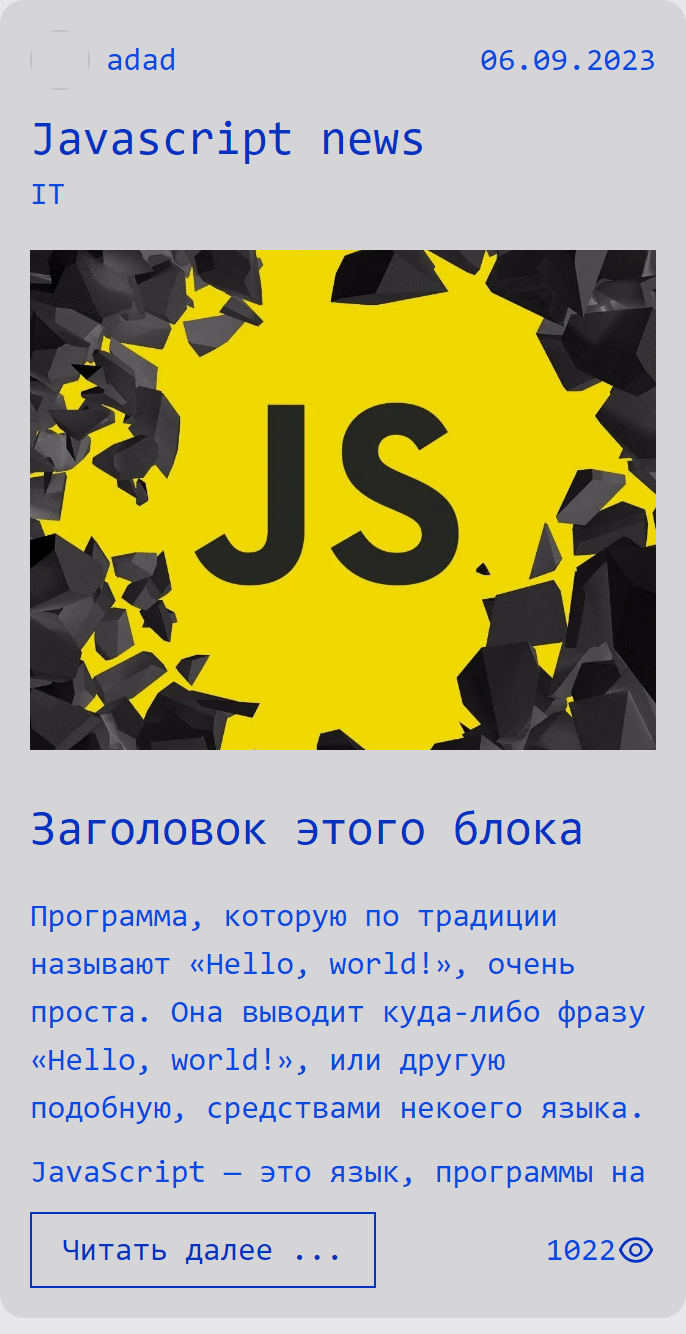 adad 06.09.2023
Javascript news
IT
JS
Заголовок этого блока
Программа, которую по традиции
называют «Hello, world!», очень
проста. Она выводит куда-либо фразу
«Hello, world!», или другую
подобную, средствами некоего языка.
JavaScript — это язык, программы на
Читать далее ... 1022